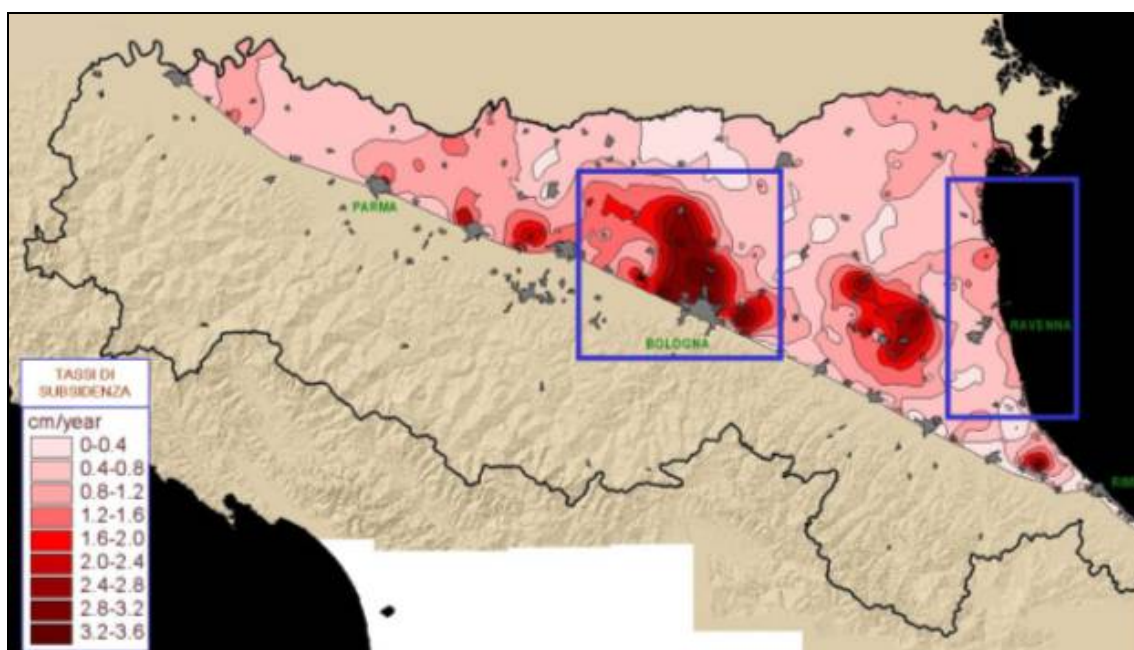 PARMA
BOLOGNA
RAVENNA
TASSI DI
SUBSIDENZA
cm/year
0-0.4
0.4-0.8
0.8-1.2
1.2-1.6
1.6-2.0
2.0-2.4
2.4-2.8
2.8-3.2
3.2-3.6